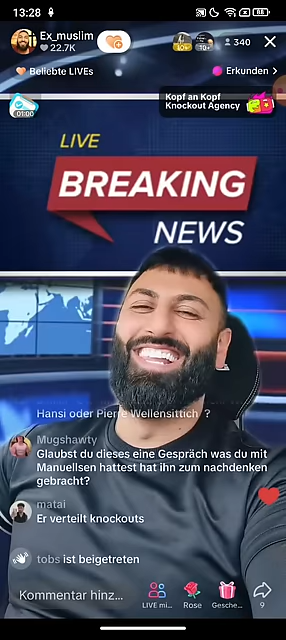 13:28
Ex_muslim
22.7K
10+
10+
340
Beliebte LIVEs
Erkunden
Kopf an Kopf
Knockout Agency
01:00
LIVE
BREAKING
NEWS
Hansi oder Pierre Wellensittich ?
Mugshawty
Glaubst du dieses eine Gespräch was du mit
Manuellsen hattest hat ihn zum nachdenken
gebracht?
matai
Er verteilt knockouts
tobs ist beigetreten
Kommentar hinz...
LIVE mi...
Rose
Gesche...
9